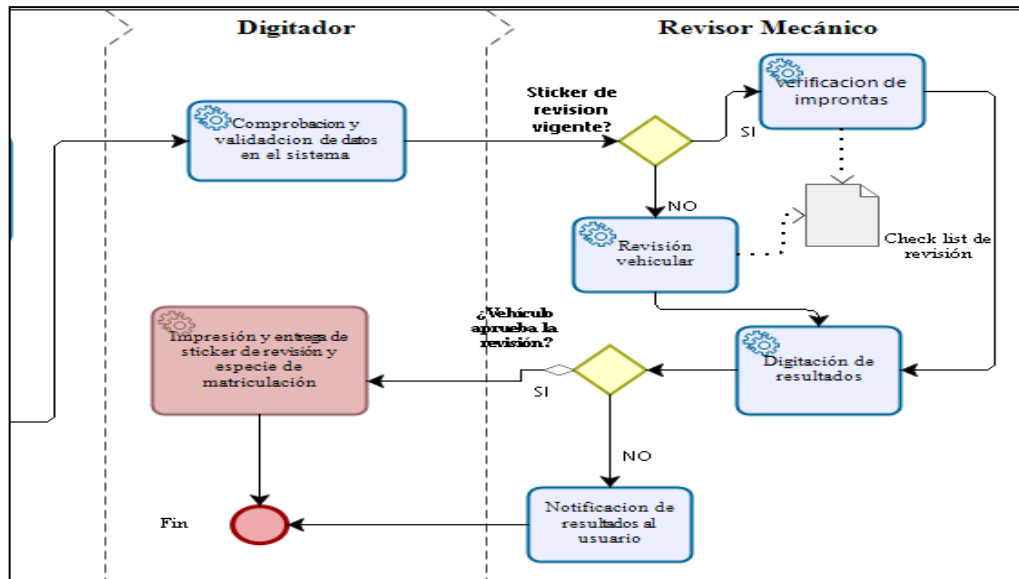 Digitador
Revisor Mecánico
Comprobacion y
validadcion de datos
en el sistema
Sticker de
revision
vigente?
SI
verificacion de
improntas
NO
Revisión
vehicular
Check list de
revisión
Digitación de
resultados
¿Vehículo
aprueba la
revisión?
SI
Impresión y entrega de
sticker de revisión y
especie de
matriculación
NO
Notificacion de
resultados al
usuario
Fin